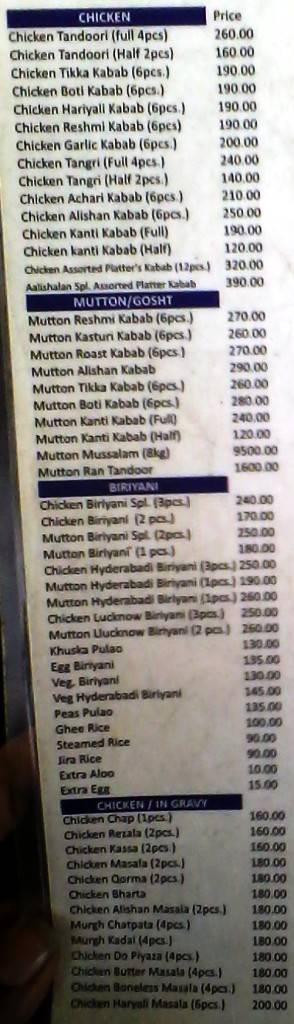 CHICKEN Price
Chicken Tandoori (full 4pcs) 260.00
Chicken Tandoori (Half 2pcs) 160.00
Chicken Tikka Kabab (6pcs.) 190.00
Chicken Boti Kabab (6pcs.) 190.00
Chicken Hariyali Kabab (6pcs.) 190.00
Chicken Reshmi Kabab (6pcs) 190.00
Chicken Garlic Kabab (6pcs.) 200.00
Chicken Tangri (Full 4pcs.) 240.00
Chicken Tangri (Half 2pcs.) 140.00
Chicken Achari Kabab (6pcs.) 210.00
Chicken Alishan Kabab (6pcs.) 250.00
Chicken Kanti Kabab (Full) 190.00
Chicken kanti Kabab (Half) 120.00
Chicken Assorted Platter's Kabab (12pcs.) 320.00
Aalishalan Spl. Assorted Platter Kabab 390.00
MUTTON/GOSHT
Mutton Reshmi Kabab (6pcs.) 270.00
Mutton Kasturi Kabab (6pcs.) 260.00
Mutton Roast Kabab (6pcs.) 270.00
Mutton Alishan Kabab 290.00
Mutton Tikka Kabab (6pcs.) 260.00
Mutton Boti Kabab (6pcs.) 280.00
Mutton Kanti Kabab (Full) 240.00
Mutton Kanti Kabab (Half) 120.00
Mutton Mussalam (8kg) 9500.00
Mutton Ran Tandoor 1600.00
BIRIYANI
Chicken Biriyani Spl. (3pcs.) 240.00
Chicken Biriyani (2 pcs.) 170.00
Mutton Biriyani Spl. (2pcs.) 250.00
Mutton Biriyani (1 pcs.) 180.00
Chicken Hyderabadi Biriyani (3pcs.) 250.00
Mutton Hyderabadi Biriyani (1pcs.) 190.00
Mutton Hyderabadi Biriyani (1pcs.) 260.00
Chicken Lucknow Biriyani (3pcs.) 250.00
Mutton Llucknow Biriyani (2 pcs.) 260.00
Khuska Pulao 130.00
Egg Biriyani 135.00
Veg. Biriyani 130.00
Veg Hyderabadi Biriyani 145.00
Peas Pulao 135.00
Ghee Rice 100.00
Steamed Rice 90.00
Jira Rice 90.00
Extra Aloo 10.00
Extra Egg 15.00
CHICKEN / IN GRAVY
Chicken Chap (1pcs.) 160.00
Chicken Rezala (2pcs.) 160.00
Chicken Kassa (2pcs.) 160.00
Chicken Masala (2pcs.) 180.00
Chicken Qorma (2pcs.) 180.00
Chicken Bharta 180.00
Chicken Alishan Masala (2pcs.) 180.00
Murgh Chatpata (4pcs.) 180.00
Murgh Kadai (4pcs.) 180.00
Chicken Do Piyaza (4pcs.) 180.00
Chicken Butter Masala (4pcs.) 180.00
Chicken Boneless Masala (4pcs.) 180.00
Chicken Haryali Masala (6pcs.) 200.00